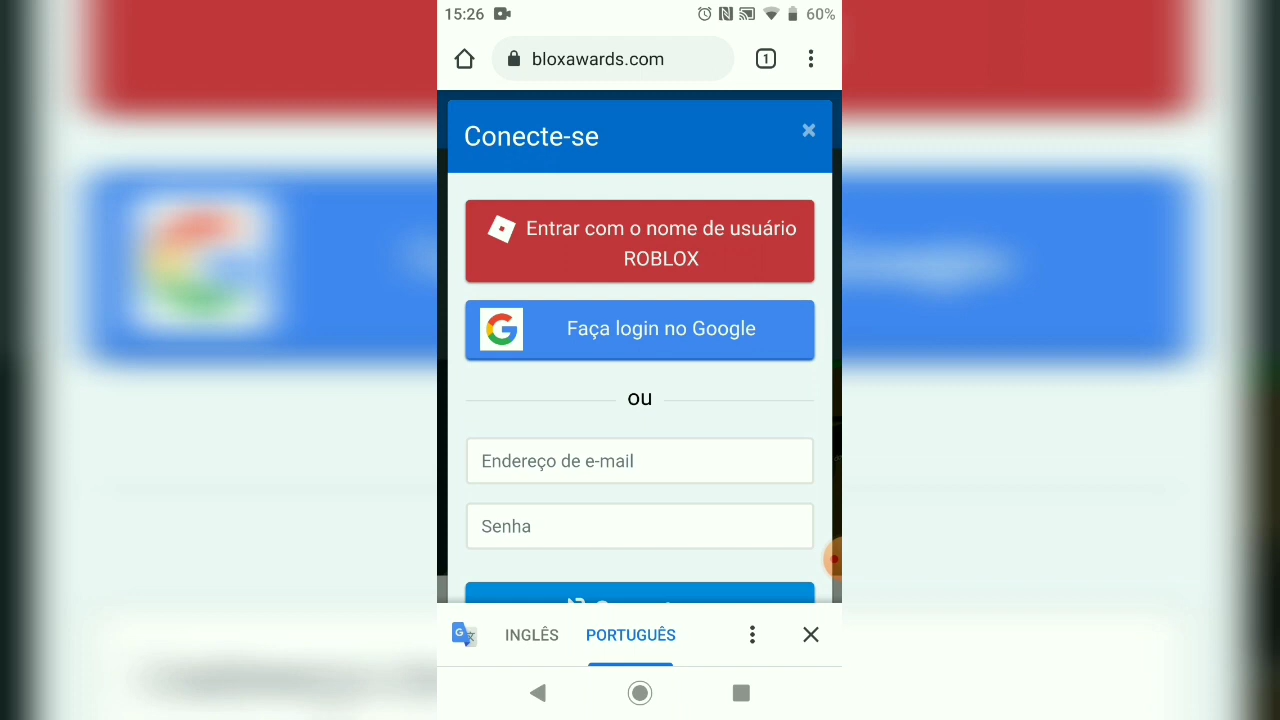 15:26
60%
bloxawards.com
1
Conecte-se
×
Entrar com o nome de usuário
ROBLOX
G
Faça login no Google
ou
Endereço de e-mail
Senha
INGLÊS
PORTUGUÊS